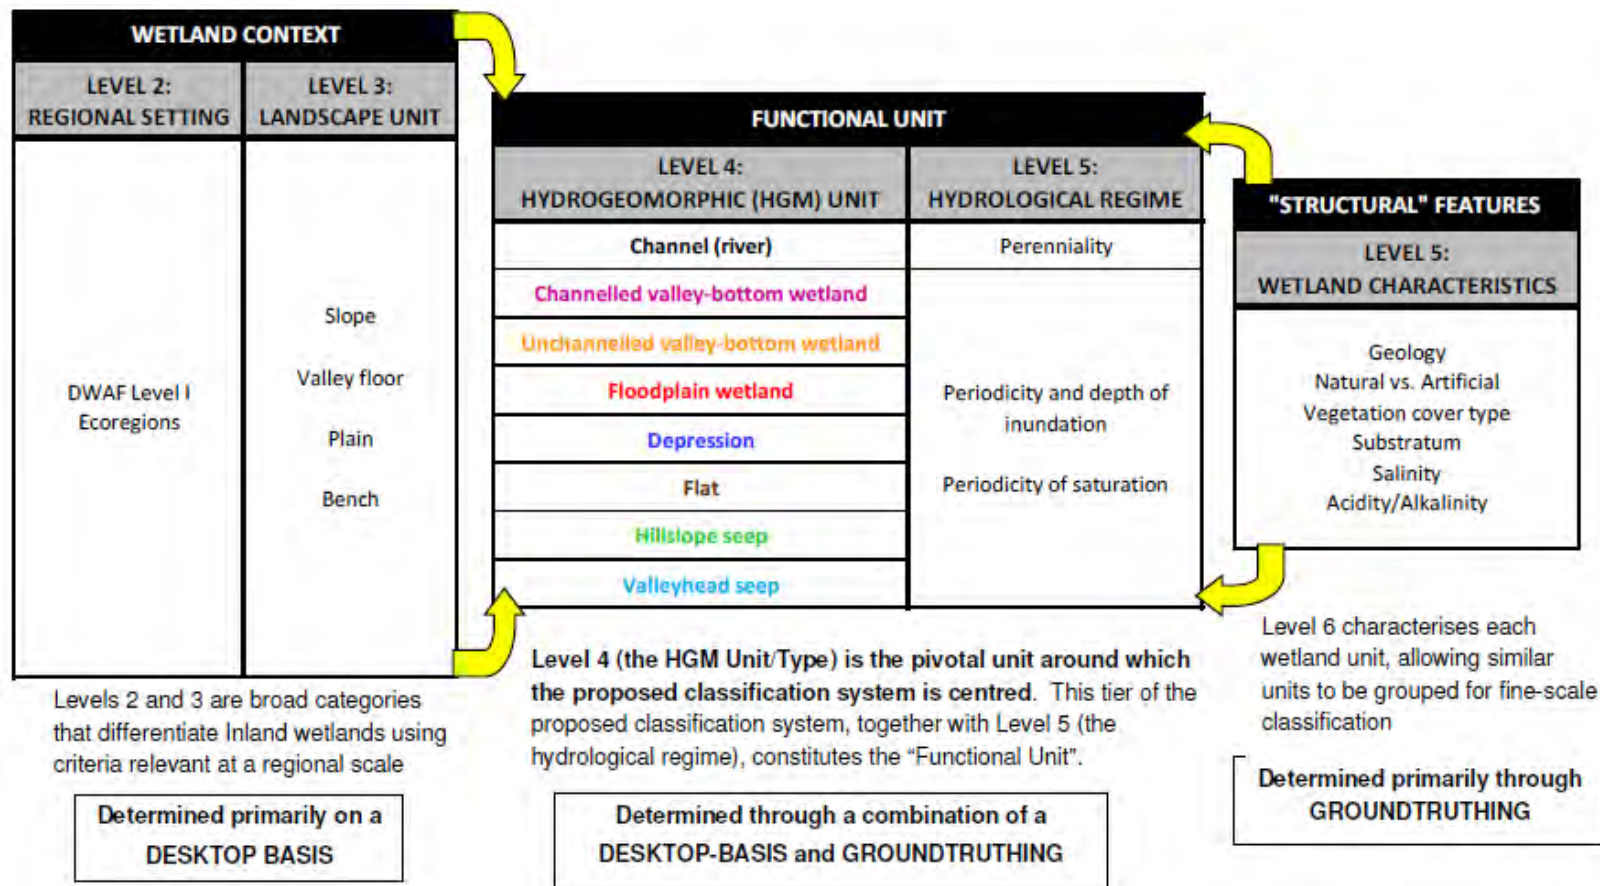 WETLAND CONTEXT
LEVEL 2:
REGIONAL SETTING
LEVEL 3:
LANDSCAPE UNIT
DWAF Level I
Ecoregions
Slope
Valley floor
Plain
Bench
Levels 2 and 3 are broad categories
that differentiate Inland wetlands using
criteria relevant at a regional scale
Determined primarily on a
DESKTOP BASIS
FUNCTIONAL UNIT
LEVEL 4:
HYDROGEOMORPHIC (HGM) UNIT
LEVEL 5:
HYDROLOGICAL REGIME
Channel (river)
Perenniality
Channelled valley-bottom wetland
Unchannelled valley-bottom wetland
Floodplain wetland
Depression
Flat
Hillslope seep
Valleyhead seep
Periodicity and depth of
inundation
Periodicity of saturation
Level 4 (the HGM Unit/Type) is the pivotal unit around which
the proposed classification system is centred. This tier of the
proposed classification system, together with Level 5 (the
hydrological regime), constitutes the “Functional Unit”.
Determined through a combination of a
DESKTOP-BASIS and GROUNDTRUTHING
"STRUCTURAL" FEATURES
LEVEL 5:
WETLAND CHARACTERISTICS
Geology
Natural vs. Artificial
Vegetation cover type
Substratum
Salinity
Acidity/Alkalinity
Level 6 characterises each
wetland unit, allowing similar
units to be grouped for fine-scale
classification
Determined primarily through
GROUNDTRUTHING